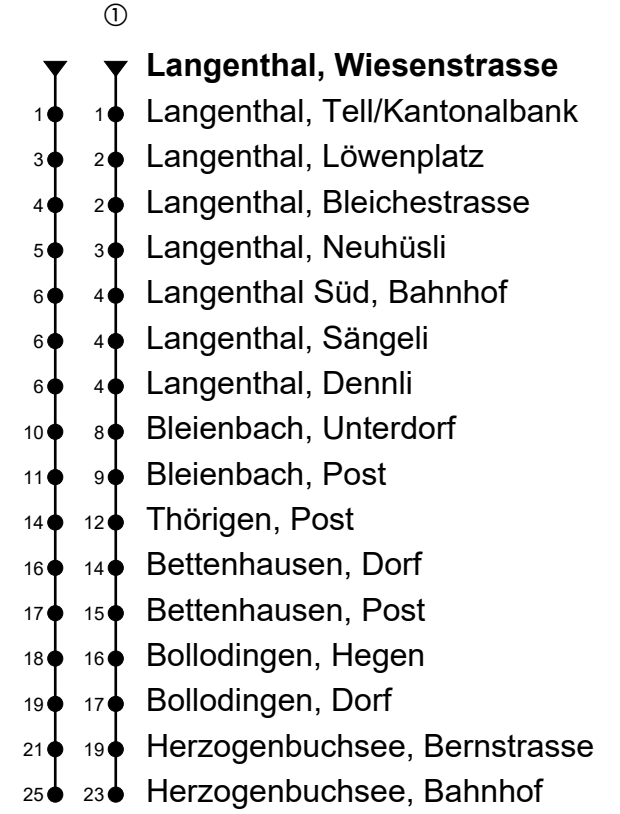 ①
Langenthal, Wiesenstrasse
1 1 Langenthal, Tell/Kantonalbank
3 2 Langenthal, Löwenplatz
4 2 Langenthal, Bleichestrasse
5 3 Langenthal, Neuhüsli
6 4 Langenthal Süd, Bahnhof
6 4 Langenthal, Sängeli
6 4 Langenthal, Dennli
10 8 Bleienbach, Unterdorf
11 9 Bleienbach, Post
14 12 Thörigen, Post
16 14 Bettenhausen, Dorf
17 15 Bettenhausen, Post
18 16 Bollodingen, Hegen
19 17 Bollodingen, Dorf
21 19 Herzogenbuchsee, Bernstrasse
25 23 Herzogenbuchsee, Bahnhof